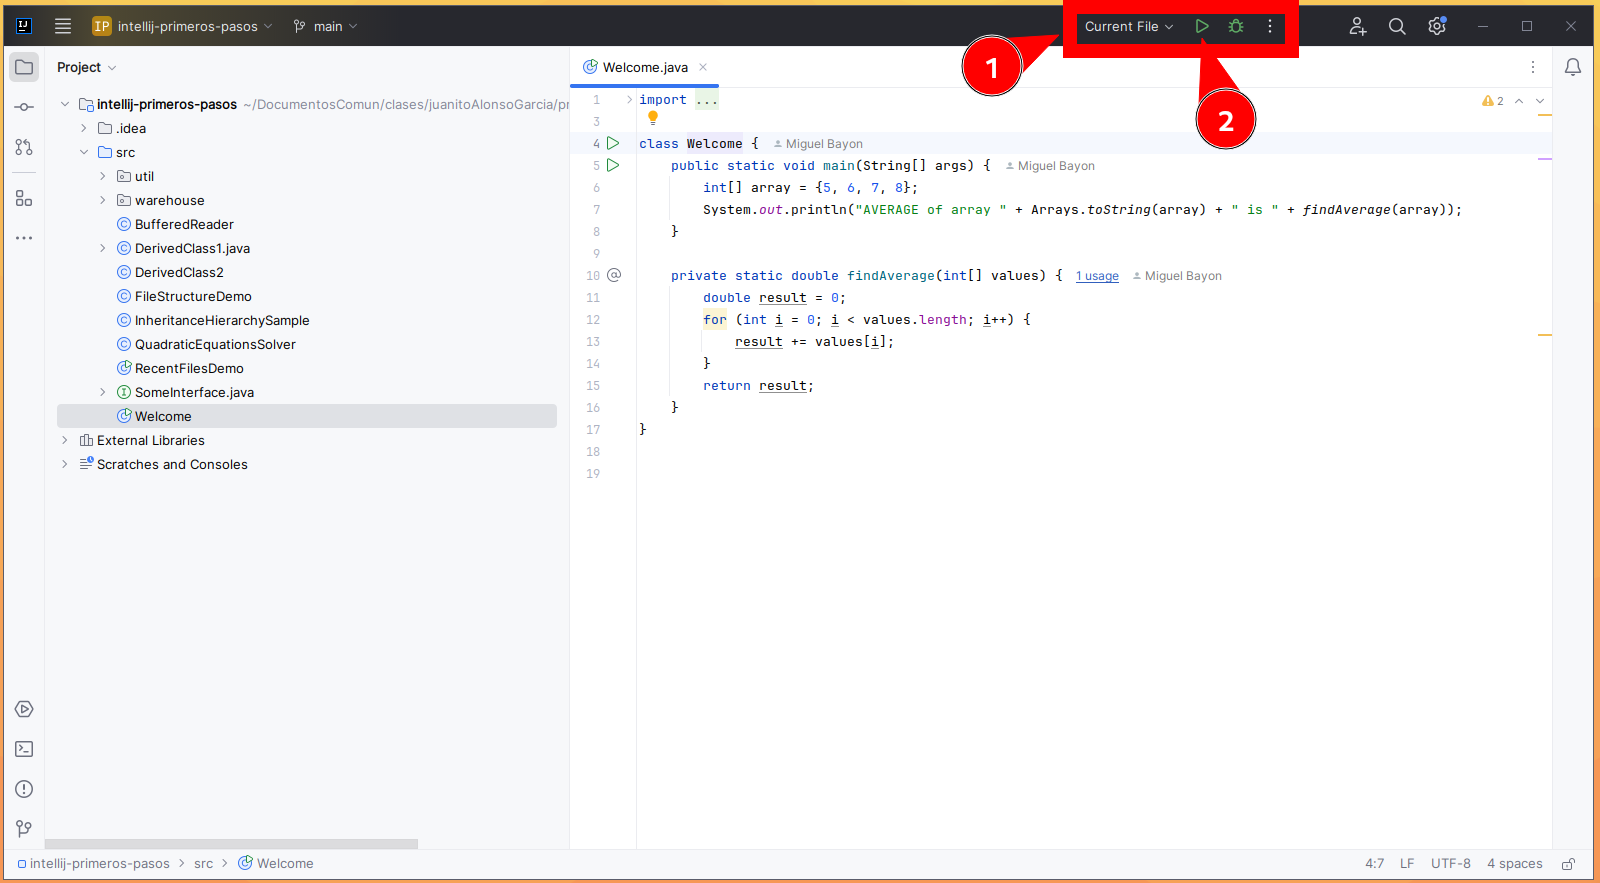 IJ
IP intellij-primeros-pasos main Current File
1
2
Project
intellij-primeros-pasos ~/DocumentosComun/clases/juanitoAlonsoGarcia/pr
.idea
src
util
warehouse
BufferedReader
DerivedClass1.java
DerivedClass2
FileStructureDemo
InheritanceHierarchySample
QuadraticEquationsSolver
RecentFilesDemo
SomeInterface.java
Welcome
External Libraries
Scratches and Consoles
Welcome.java
2
1 import ...
3
4 class Welcome { Miguel Bayon
5 public static void main(String[] args) { Miguel Bayon
6 int[] array = {5, 6, 7, 8};
7 System.out.println("AVERAGE of array " + Arrays.toString(array) + " is " + findAverage(array));
8 }
9
10 private static double findAverage(int[] values) { 1 usage Miguel Bayon
11 double result = 0;
12 for (int i = 0; i < values.length; i++) {
13 result += values[i];
14 }
15 return result;
16 }
17 }
18
19
intellij-primeros-pasos > src > Welcome
4:7 LF UTF-8 4 spaces